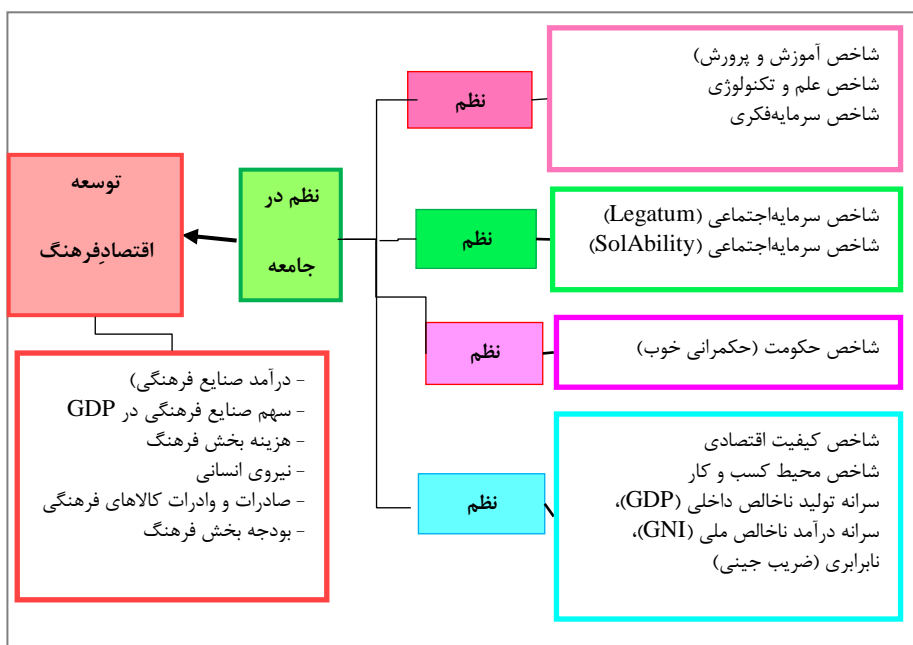 شاخص آموزش و پرورش)
شاخص علم و تکنولوژی
شاخص سرمایه‌فکری
نظم
شاخص سرمایه‌اجتماعی (Legatum)
شاخص سرمایه‌اجتماعی (SolAbility)
نظم
شاخص حکومت (حکمرانی خوب)
نظم
شاخص کیفیت اقتصادی
شاخص محیط کسب و کار
سرانه تولید ناخالص داخلی (GDP)،
سرانه درآمد ناخالص ملی (GNI)،
نابرابری (ضریب جینی)
نظم
نظم در
جامعه
توسعه
اقتصادِفرهنگ
- درآمد صنایع فرهنگی)
- سهم صنایع فرهنگی در GDP
- هزینه بخش فرهنگ
- نیروی انسانی
- صادرات و وادرات کالاهای فرهنگی
- بودجه بخش فرهنگ